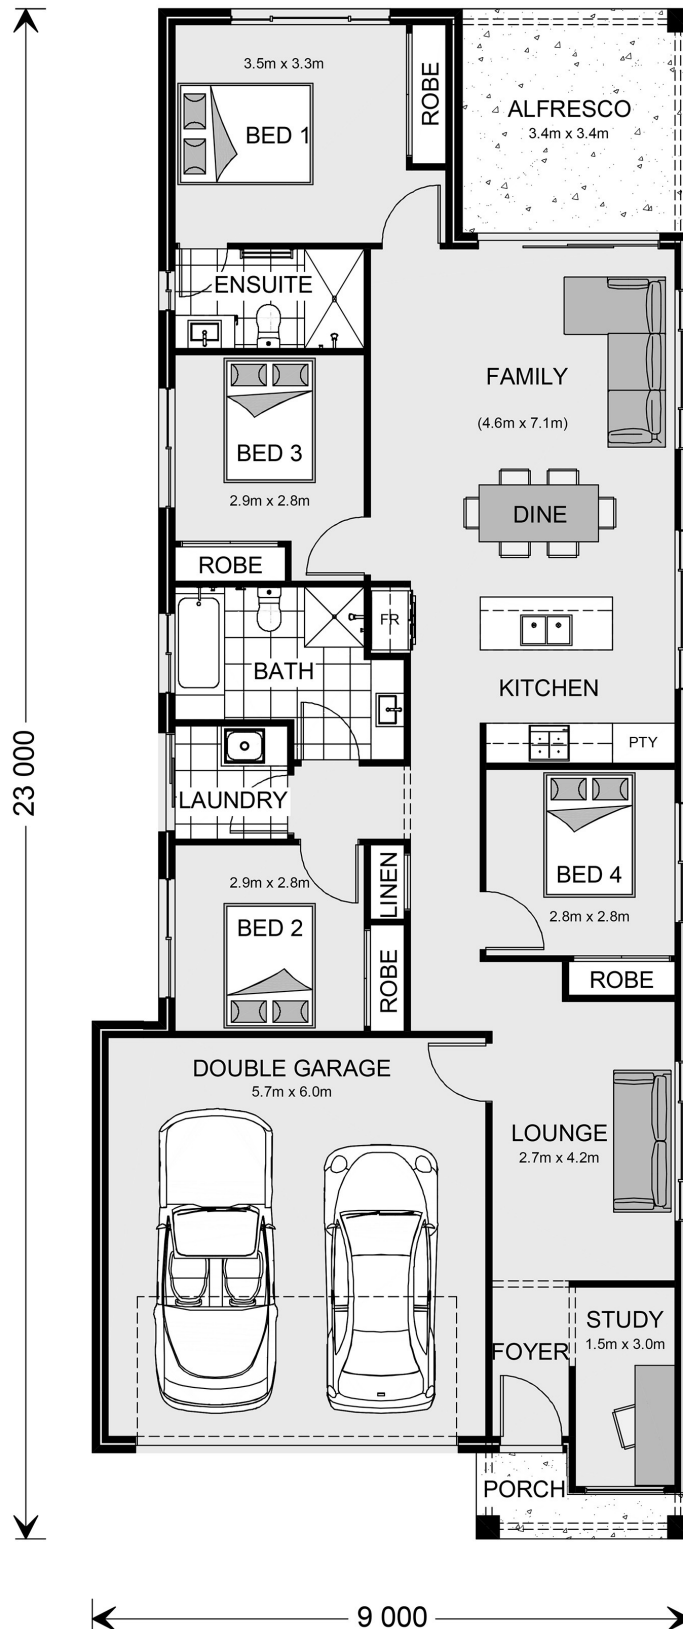 3.5m x 3.3m
BED 1
ROBE
ALFRESCO
3.4m x 3.4m
ENSUITE
FAMILY
(4.6m x 7.1m)
BED 3
2.9m x 2.8m
ROBE
DINE
FR
BATH
KITCHEN
PTY
23 000
LAUNDRY
2.9m x 2.8m
BED 2
LINEN
ROBE
BED 4
2.8m x 2.8m
ROBE
DOUBLE GARAGE
5.7m x 6.0m
LOUNGE
2.7m x 4.2m
STUDY
1.5m x 3.0m
FOYER
PORCH
9 000